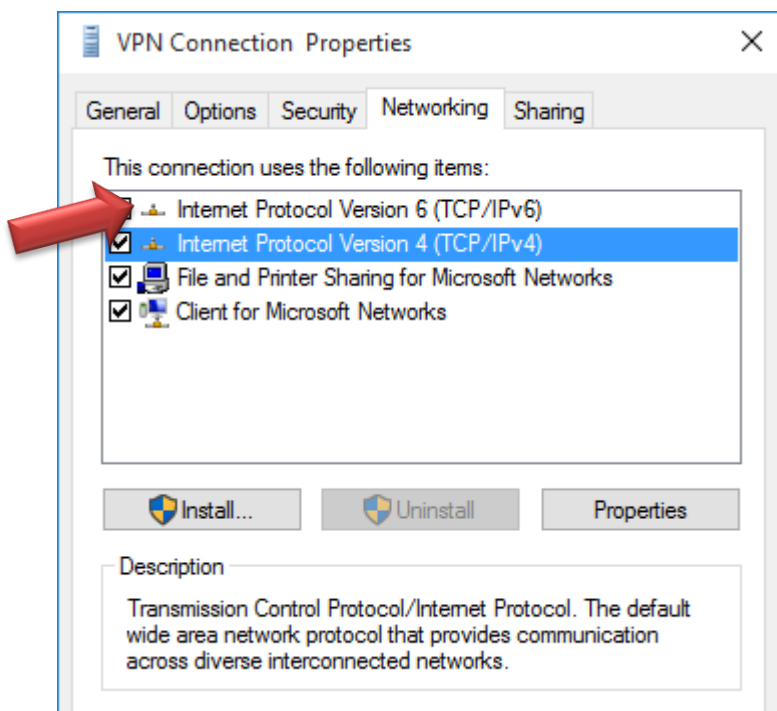 VPN Connection Properties
General Options Security Networking Sharing
This connection uses the following items:
Internet Protocol Version 6 (TCP/IPv6)
Internet Protocol Version 4 (TCP/IPv4)
File and Printer Sharing for Microsoft Networks
Client for Microsoft Networks
Install... Uninstall Properties
Description
Transmission Control Protocol/Internet Protocol. The default
wide area network protocol that provides communication
across diverse interconnected networks.